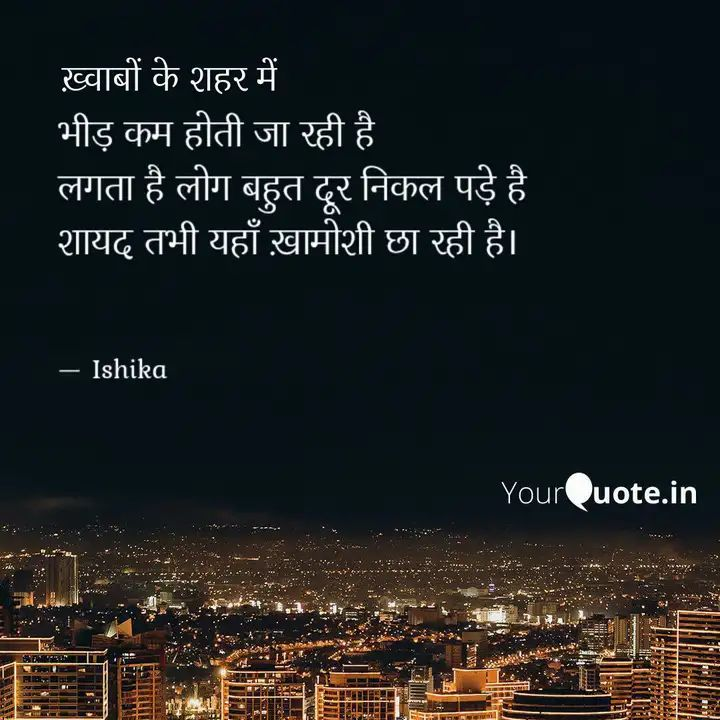 ख़्वाबों के शहर में
भीड़ कम होती जा रही है
लगता है लोग बहुत दूर निकल पड़े है
शायद तभी यहाँ ख़ामोशी छा रही है।
— Ishika
YourQuote.in